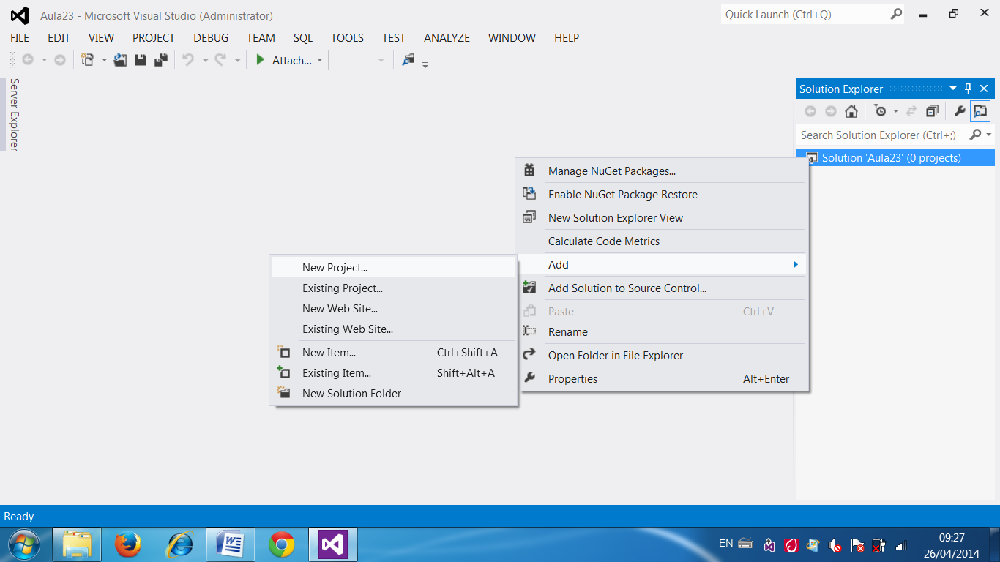 Aula23 - Microsoft Visual Studio (Administrator)
Quick Launch (Ctrl+Q)
FILE EDIT VIEW PROJECT DEBUG TEAM SQL TOOLS TEST ANALYZE WINDOW HELP
Attach...
Server Explorer
Solution Explorer
Search Solution Explorer (Ctrl+;)
Solution 'Aula23' (0 projects)
Manage NuGet Packages...
Enable NuGet Package Restore
New Solution Explorer View
Calculate Code Metrics
Add
Add Solution to Source Control...
Paste Ctrl+V
Rename
Open Folder in File Explorer
Properties Alt+Enter
New Project...
Existing Project...
New Web Site...
Existing Web Site...
New Item... Ctrl+Shift+A
Existing Item... Shift+Alt+A
New Solution Folder
Ready
EN
09:27
26/04/2014